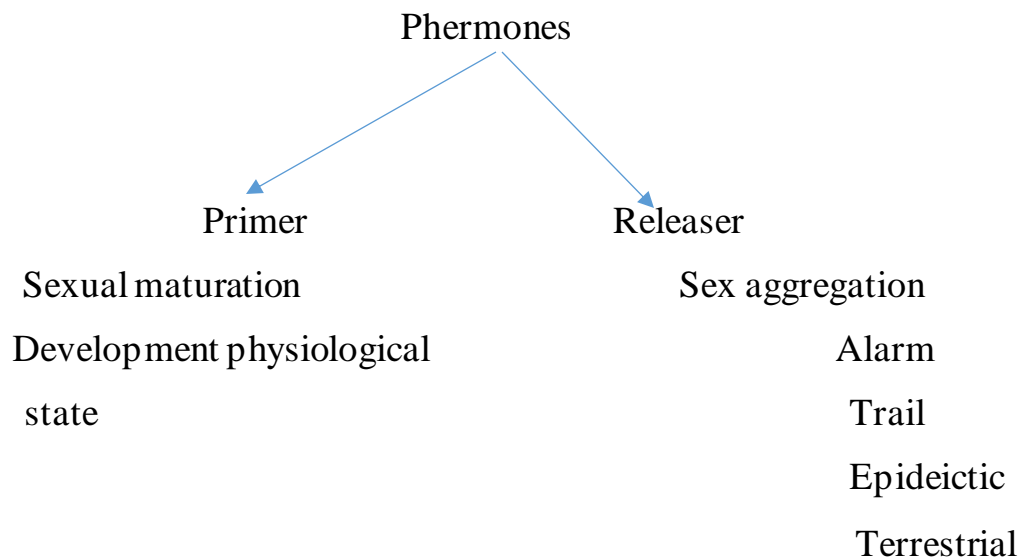 Phermones
Primer
Releaser
Sexual maturation
Sex aggregation
Development physiological
Alarm
state
Trail
Epideictic
Terrestrial